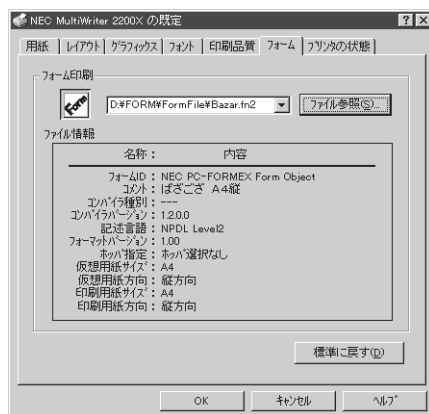 NEC MultiWriter 2200X の既定
用紙 ﾚｲｱｳﾄ ｸﾞﾗﾌｨｯｸｽ ﾌｫﾝﾄ 印刷品質 ﾌｫｰﾑ ﾌﾟﾘﾝﾀの状態
ﾌｫｰﾑ印刷
Form D:¥FORM¥FormFile¥Bazar.fn2 ﾌｧｲﾙ参照(S)...
ﾌｧｲﾙ情報
名称： 内容
ﾌｫｰﾑID： NEC PC-FORMEX Form Object
ｺﾒﾝﾄ： ばざござ A4縦
ｺﾝﾊﾟｲﾗ種別： ---
ｺﾝﾊﾟｲﾗﾊﾞｰｼﾞｮﾝ： 1.2.0.0
記述言語： NPDL Level2
ﾌｫｰﾏｯﾄﾊﾞｰｼﾞｮﾝ： 1.00
ﾎｯﾊﾟ指定： ﾎｯﾊﾟ選択なし
仮想用紙ｻｲｽﾞ： A4
仮想用紙方向： 縦方向
印刷用紙ｻｲｽﾞ： A4
印刷用紙方向： 縦方向
標準に戻す(D)
OK ｷｬﾝｾﾙ ﾍﾙﾌﾟ